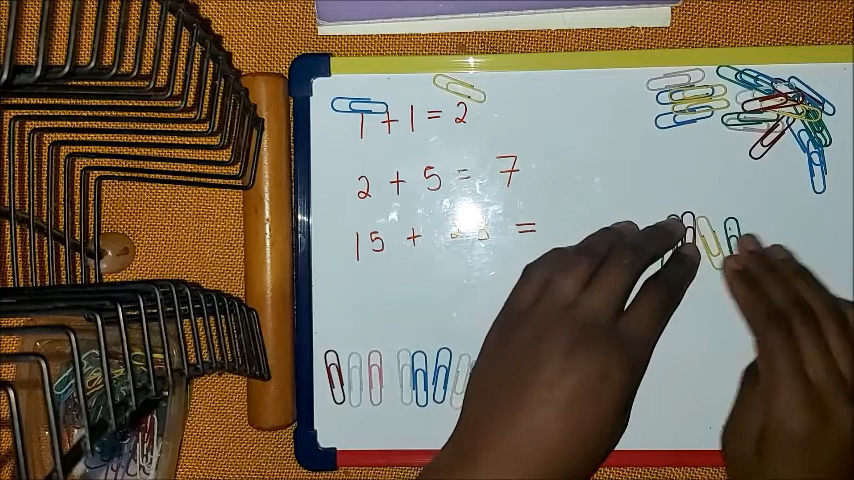 1 + 1 = 2
2 + 5 = 7
15 + =